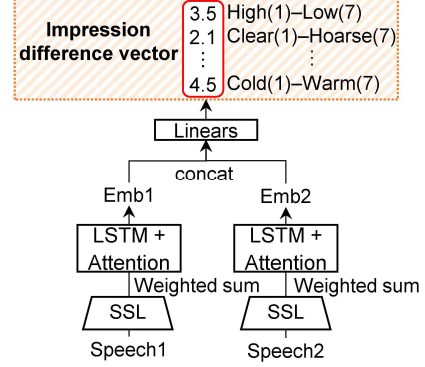 Impression
difference vector
3.5 High(1)–Low(7)
2.1 Clear(1)–Hoarse(7)
⋮ ⋮
4.5 Cold(1)–Warm(7)
Linears
concat
Emb1 Emb2
LSTM + LSTM +
Attention Attention
Weighted sum Weighted sum
SSL SSL
Speech1 Speech2